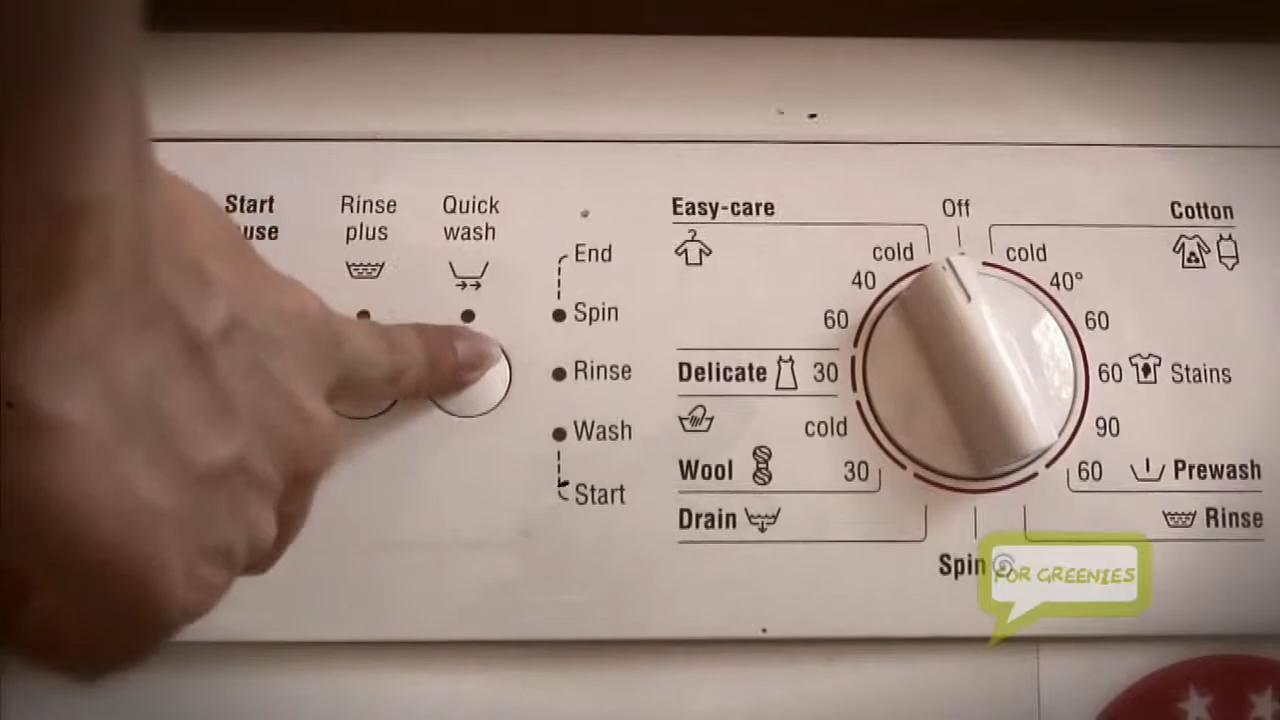 Start
Rinse
plus
Quick
wash
End
Spin
Rinse
Wash
Start
Easy-care
Off
Cotton
cold
cold
40
40°
60
60
Delicate 30
60 Stains
cold
90
Wool 30
60 Prewash
Drain
Rinse
Spin
FOR GREENIES